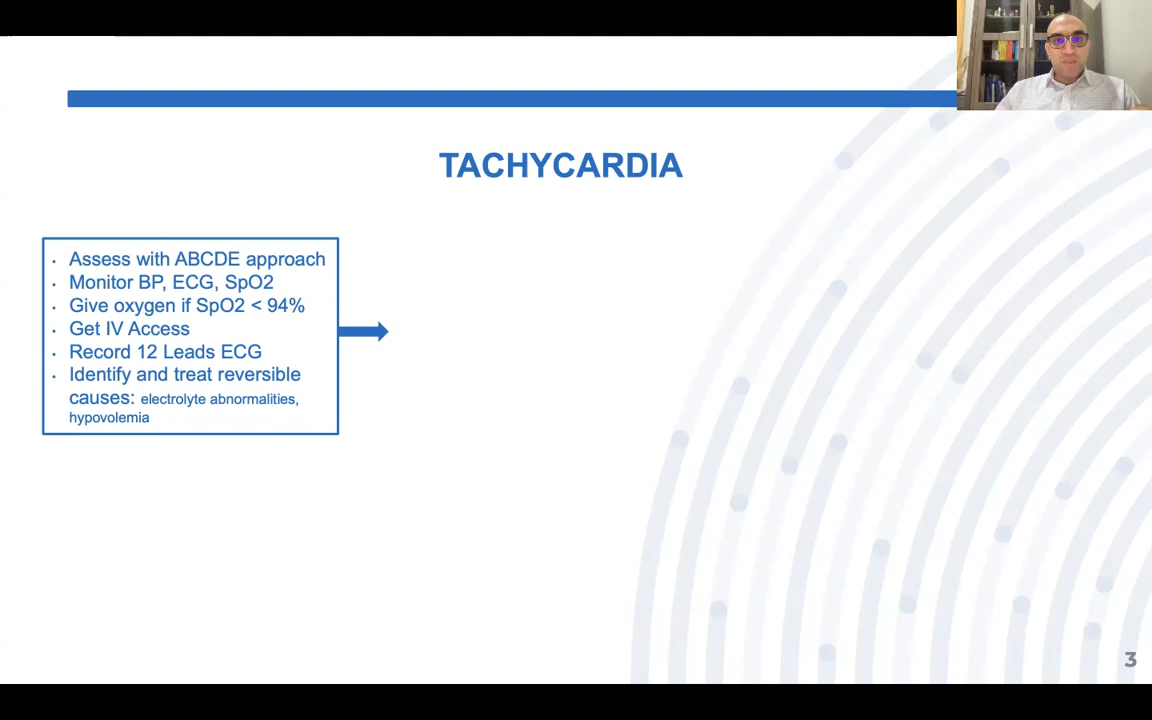 TACHYCARDIA
· Assess with ABCDE approach
· Monitor BP, ECG, SpO2
· Give oxygen if SpO2 < 94%
· Get IV Access
· Record 12 Leads ECG
· Identify and treat reversible
causes: electrolyte abnormalities,
hypovolemia
3